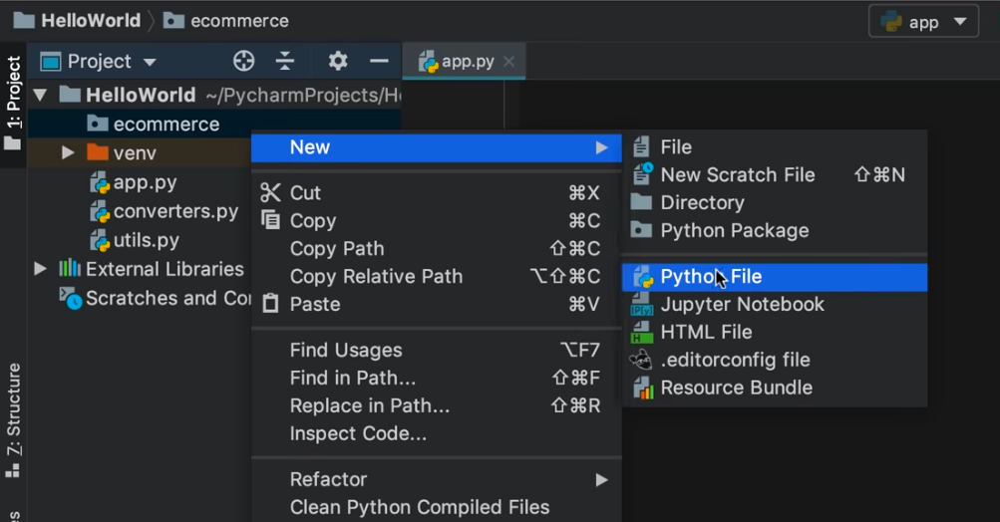 HelloWorld ecommerce
app
1: Project
Project
app.py
HelloWorld ~/PycharmProjects/
ecommerce
venv
app.py
converters.py
utils.py
External Libraries
Scratches and
Z: Structure
New
Cut ⌘X
Copy ⌘C
Copy Path ⇧⌘C
Copy Relative Path ⌥⇧⌘C
Paste ⌘V
Find Usages ⌥F7
Find in Path... ⇧⌘F
Replace in Path... ⇧⌘R
Inspect Code...
Refactor
Clean Python Compiled Files
File
New Scratch File ⇧⌘N
Directory
Python Package
Python File
Jupyter Notebook
HTML File
.editorconfig file
Resource Bundle